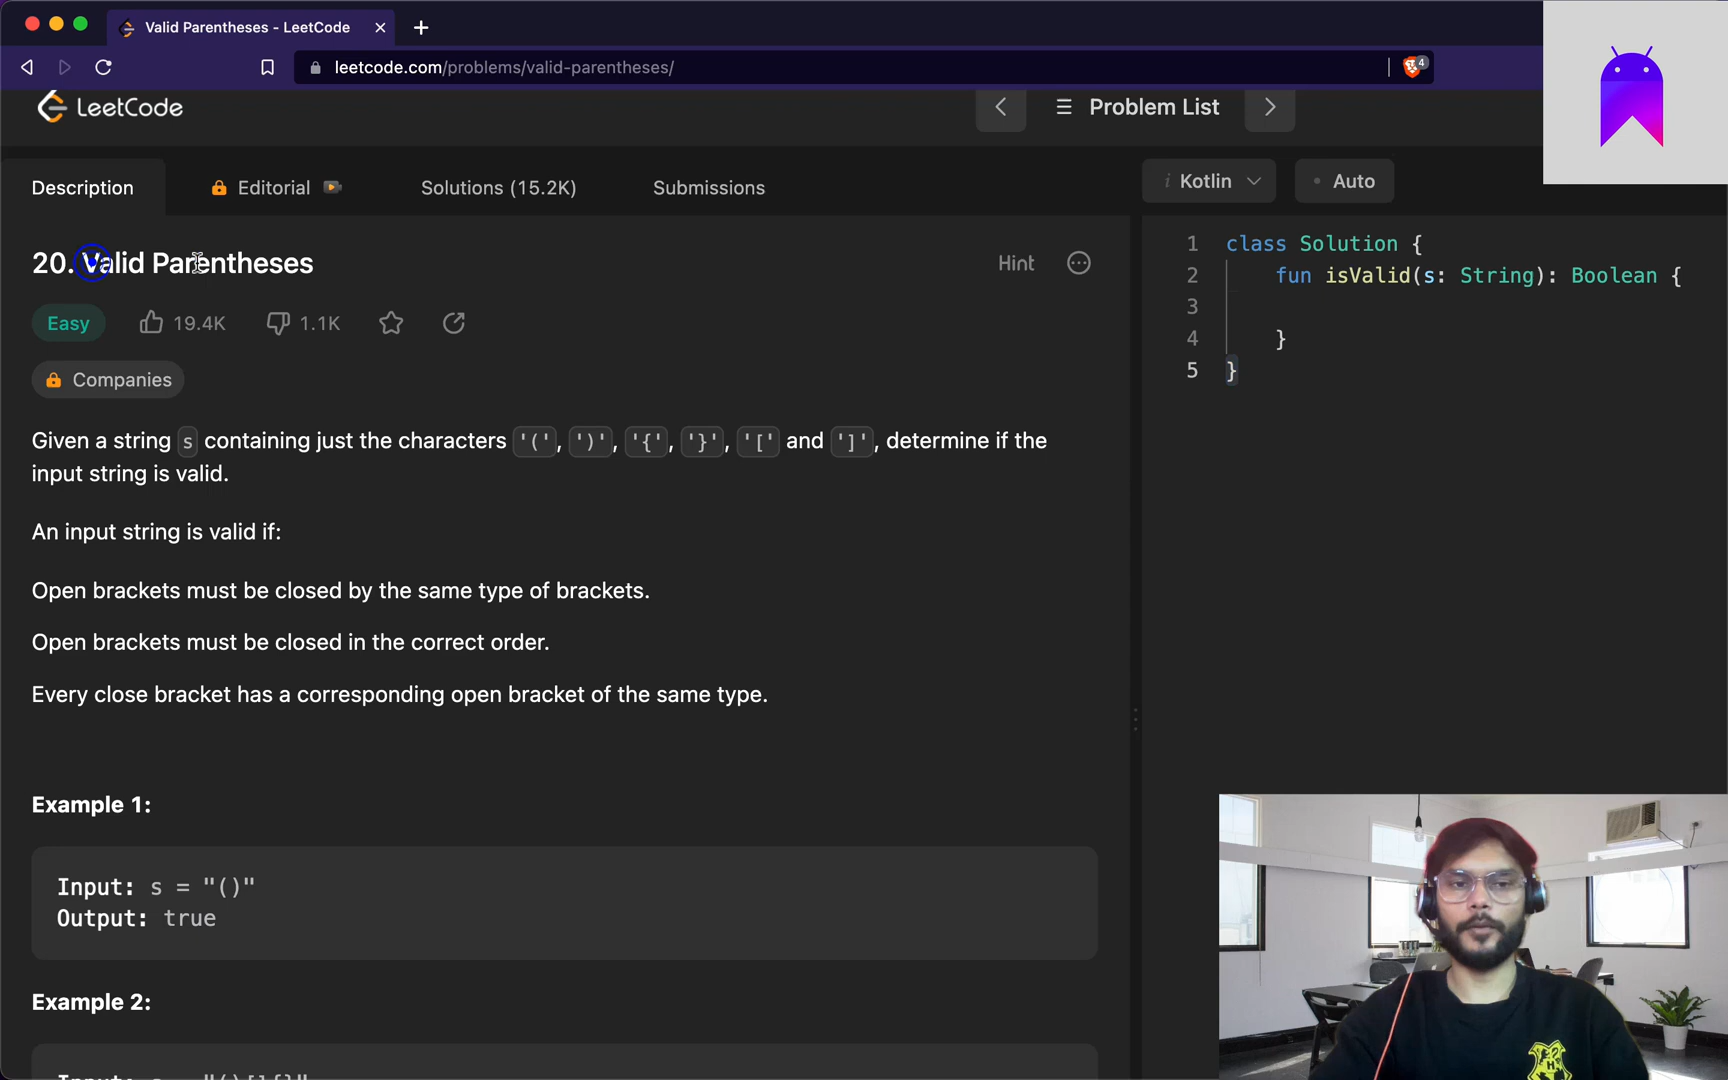 Valid Parentheses - LeetCode
leetcode.com/problems/valid-parentheses/
4
LeetCode
Problem List
Description
Editorial
Solutions (15.2K)
Submissions
i Kotlin
Auto
20. Valid Parentheses
Hint
Easy
19.4K
1.1K
Companies
Given a string s containing just the characters '(', ')', '{', '}', '[' and ']', determine if the
input string is valid.
An input string is valid if:
Open brackets must be closed by the same type of brackets.
Open brackets must be closed in the correct order.
Every close bracket has a corresponding open bracket of the same type.
Example 1:
Input: s = "()"
Output: true
Example 2:
1 class Solution {
2 fun isValid(s: String): Boolean {
3
4 }
5 }